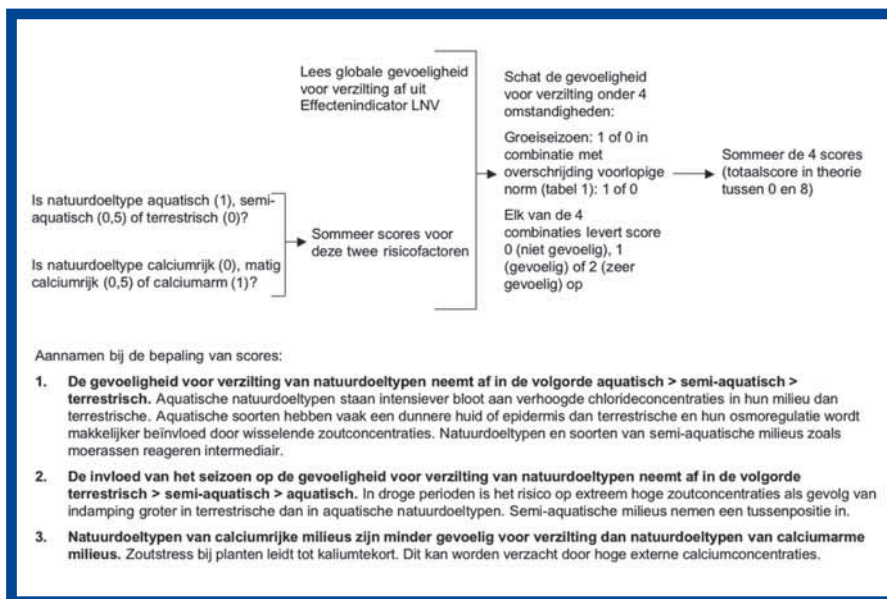 Lees globale gevoeligheid
voor verzilting af uit
Effectenindicator LNV
Is natuurdoeltype aquatisch (1), semi-
aquatisch (0,5) of terrestrisch (0)?
Is natuurdoeltype calciumrijk (0), matig
calciumrijk (0,5) of calciumarm (1)?
Sommeer scores voor
deze twee risicofactoren
Schat de gevoeligheid
voor verzilting onder 4
omstandigheden:
Groeiseizoen: 1 of 0 in
combinatie met
overschrijding voorlopige
norm (tabel 1): 1 of 0
Elk van de 4
combinaties levert score
0 (niet gevoelig), 1
(gevoelig) of 2 (zeer
gevoelig) op
Sommeer de 4 scores
(totaalscore in theorie
tussen 0 en 8)
Aannamen bij de bepaling van scores:
1. De gevoeligheid voor verzilting van natuurdoeltypen neemt af in de volgorde aquatisch > semi-aquatisch >
terrestrisch. Aquatische natuurdoeltypen staan intensiever bloot aan verhoogde chlorideconcentraties in hun milieu dan
terrestrische. Aquatische soorten hebben vaak een dunnere huid of epidermis dan terrestrische en hun osmoregulatie wordt
makkelijker beïnvloed door wisselende zoutconcentraties. Natuurdoeltypen en soorten van semi-aquatische milieus zoals
moerassen reageren intermediair.
2. De invloed van het seizoen op de gevoeligheid voor verzilting van natuurdoeltypen neemt af in de volgorde
terrestrisch > semi-aquatisch > aquatisch. In droge perioden is het risico op extreem hoge zoutconcentraties als gevolg van
indamping groter in terrestrische dan in aquatische natuurdoeltypen. Semi-aquatische milieus nemen een tussenpositie in.
3. Natuurdoeltypen van calciumrijke milieus zijn minder gevoelig voor verzilting dan natuurdoeltypen van calciumarme
milieus. Zoutstress bij planten leidt tot kaliumtekort. Dit kan worden verzacht door hoge externe calciumconcentraties.